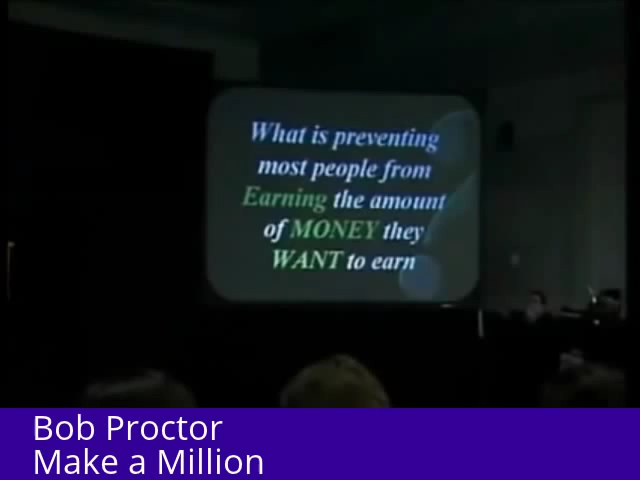 What is preventing
most people from
Earning the amount
of MONEY they
WANT to earn
Bob Proctor
Make a Million